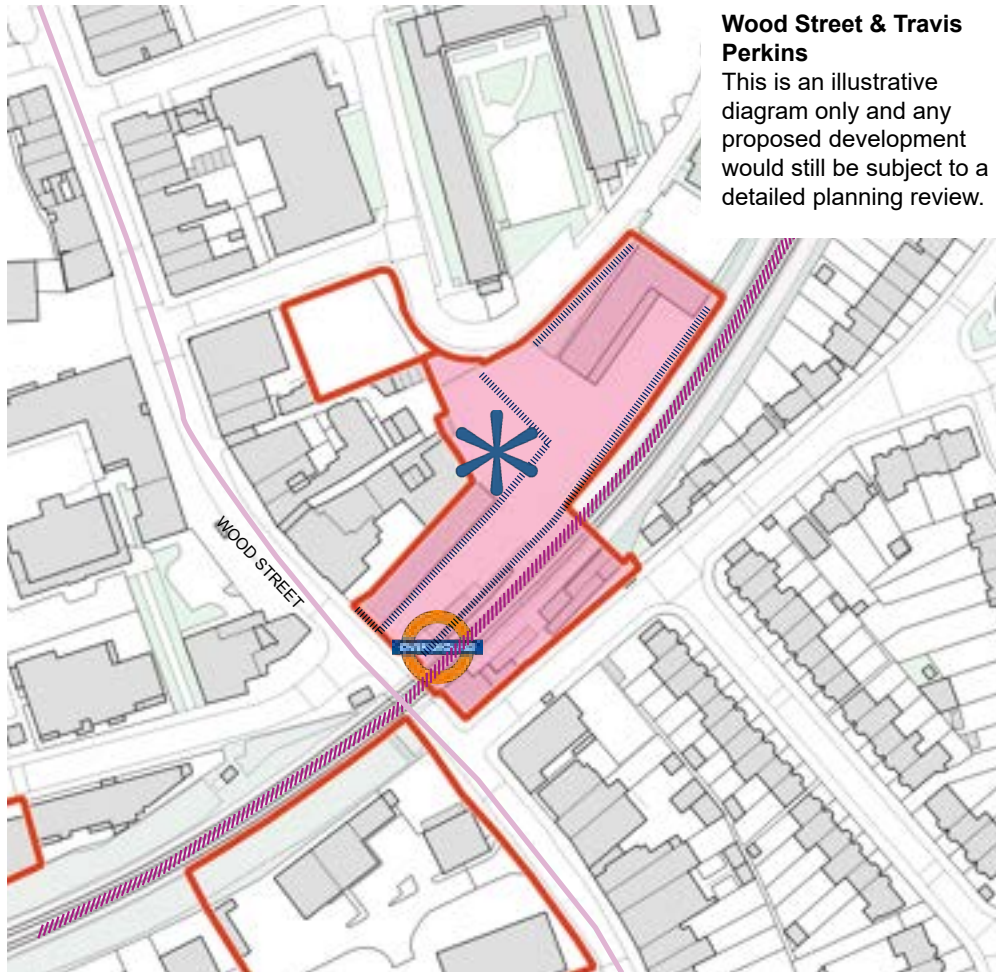 Wood Street & Travis
Perkins
This is an illustrative
diagram only and any
proposed development
would still be subject to a
detailed planning review.
WOOD STREET